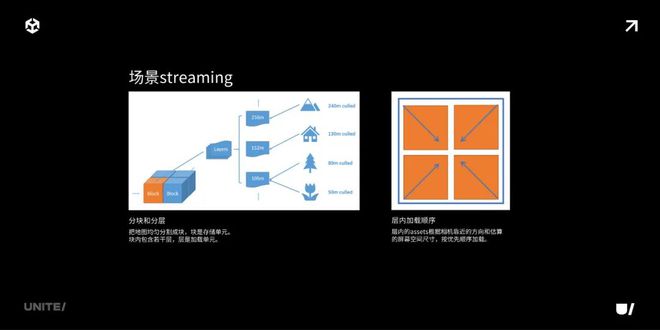 场景streaming
Block
Block
Layers
152m
240m culled
130m culled
80m culled
50m culled
分块和分层
把地图均匀分割成块，块是存储单元。
块内包含若干层，层是加载单元。
层内加载顺序
层内的assets根据相机靠近的方向和估算
的屏幕空间尺寸，按优先顺序加载。
UNITE/
U/